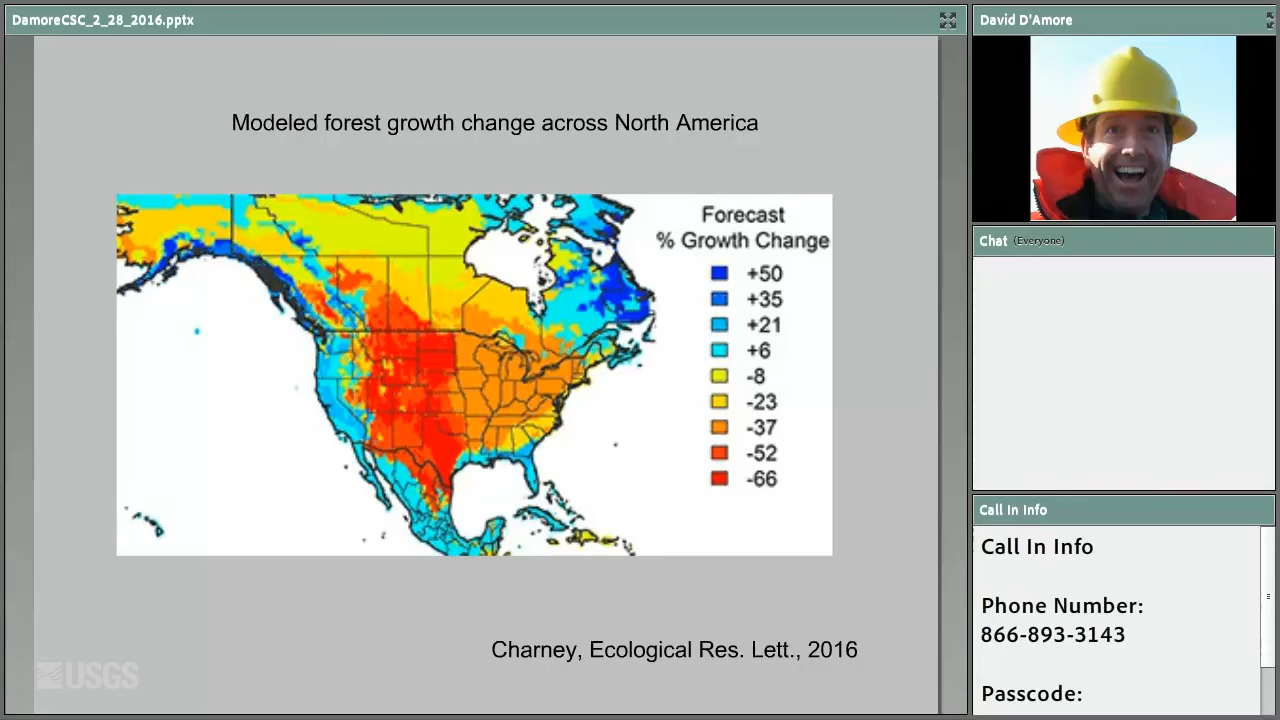 DamoreCSC_2_28_2016.pptx
Modeled forest growth change across North America
Forecast
% Growth Change
+50
+35
+21
+6
-8
-23
-37
-52
-66
Charney, Ecological Res. Lett., 2016
USGS
David D'Amore
Chat (Everyone)
Call In Info
Call In Info
Phone Number:
866-893-3143
Passcode: